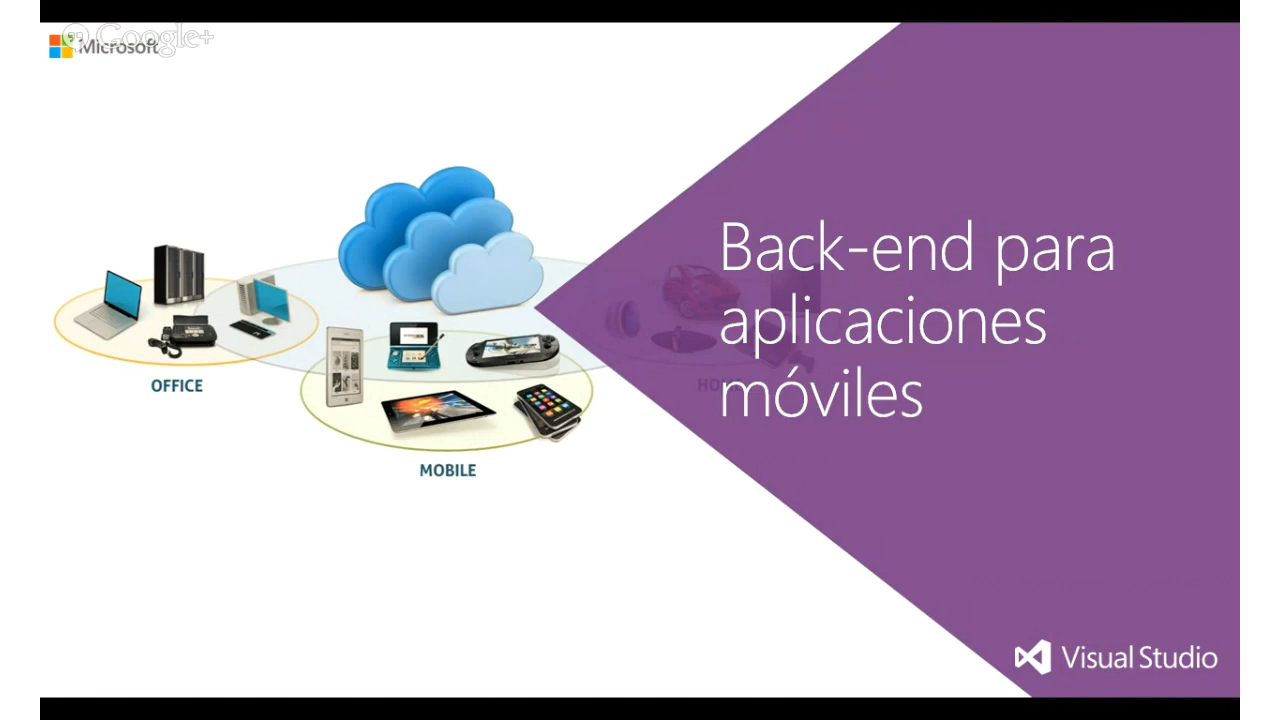 Google+
Microsoft
Back-end para
aplicaciones
móviles
OFFICE
MOBILE
Visual Studio